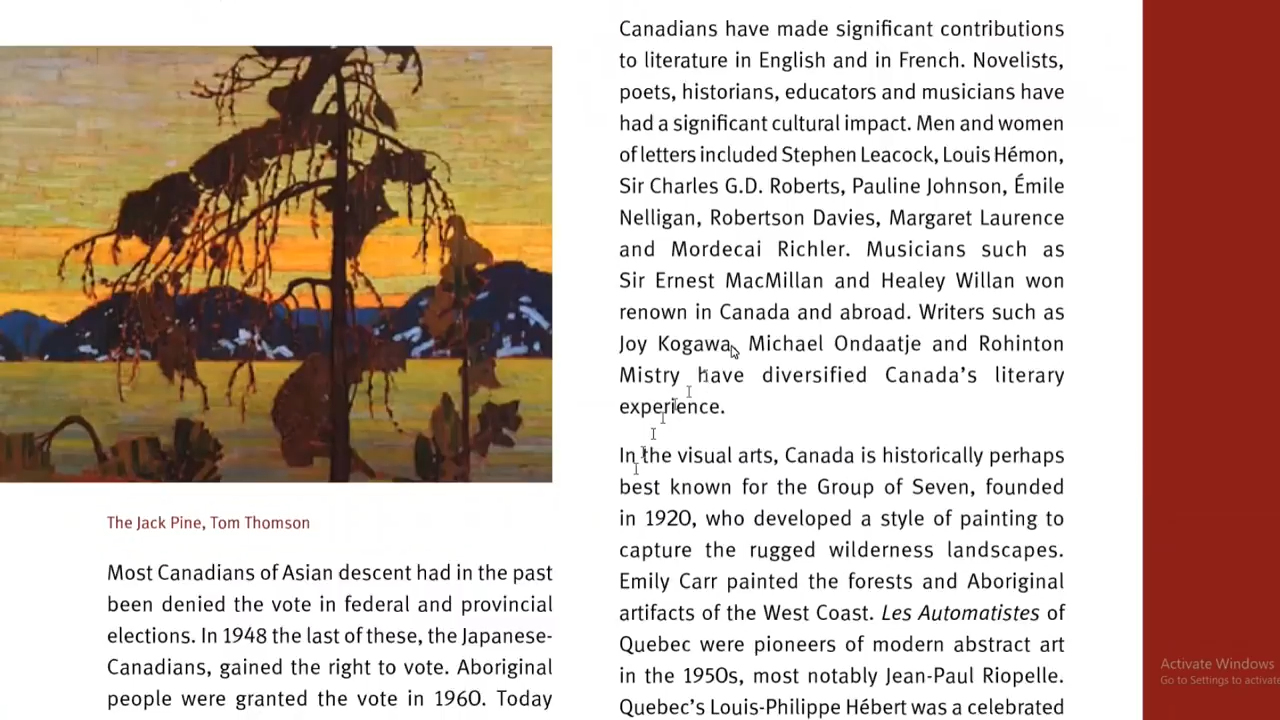 The Jack Pine, Tom Thomson
Most Canadians of Asian descent had in the past
been denied the vote in federal and provincial
elections. In 1948 the last of these, the Japanese-
Canadians, gained the right to vote. Aboriginal
people were granted the vote in 1960. Today
Canadians have made significant contributions
to literature in English and in French. Novelists,
poets, historians, educators and musicians have
had a significant cultural impact. Men and women
of letters included Stephen Leacock, Louis Hémon,
Sir Charles G.D. Roberts, Pauline Johnson, Émile
Nelligan, Robertson Davies, Margaret Laurence
and Mordecai Richler. Musicians such as
Sir Ernest MacMillan and Healey Willan won
renown in Canada and abroad. Writers such as
Joy Kogawa, Michael Ondaatje and Rohinton
Mistry have diversified Canada's literary
experience.
In the visual arts, Canada is historically perhaps
best known for the Group of Seven, founded
in 1920, who developed a style of painting to
capture the rugged wilderness landscapes.
Emily Carr painted the forests and Aboriginal
artifacts of the West Coast. Les Automatistes of
Quebec were pioneers of modern abstract art
in the 1950s, most notably Jean-Paul Riopelle.
Quebec's Louis-Philippe Hébert was a celebrated
Activate Windows
Go to Settings to activate